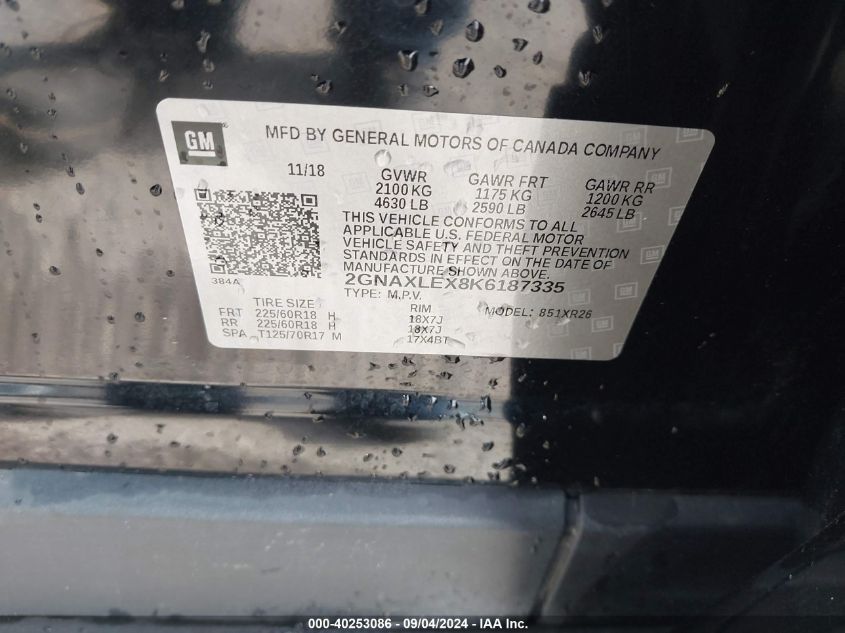 GM
MFD BY GENERAL MOTORS OF CANADA COMPANY
11/18 GVWR GAWR FRT GAWR RR
2100 KG 1175 KG 1200 KG
4630 LB 2590 LB 2645 LB
THIS VEHICLE CONFORMS TO ALL
APPLICABLE U.S. FEDERAL MOTOR
VEHICLE SAFETY AND THEFT PREVENTION
STANDARDS IN EFFECT ON THE DATE OF
MANUFACTURE SHOWN ABOVE.
384A 2GNAXLEX8K6187335
TYPE: M.P.V. MODEL: 851XR26
TIRE SIZE RIM
FRT 225/60R18 H 18X7J
RR 225/60R18 H 18X7J
SPA T125/70R17 M 17X4BT
000-40253086 - 09/04/2024 - IAA Inc.